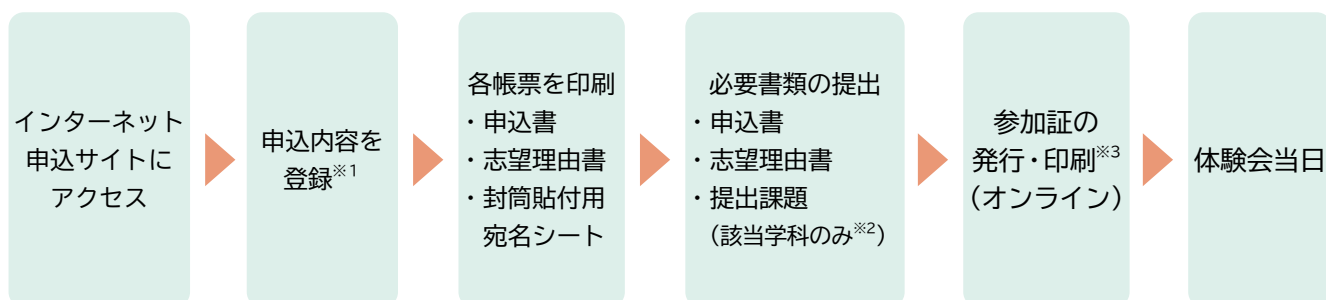 インターネット
申込サイトに
アクセス
申込内容を
登録※1
各帳票を印刷
・申込書
・志望理由書
・封筒貼付用
宛名シート
必要書類の提出
・申込書
・志望理由書
・提出課題
（該当学科のみ※2）
参加証の
発行・印刷※3
（オンライン）
体験会当日